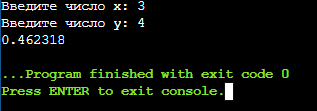 Введите число x: 3
Введите число y: 4
0.462318
...Program finished with exit code 0
Press ENTER to exit console.